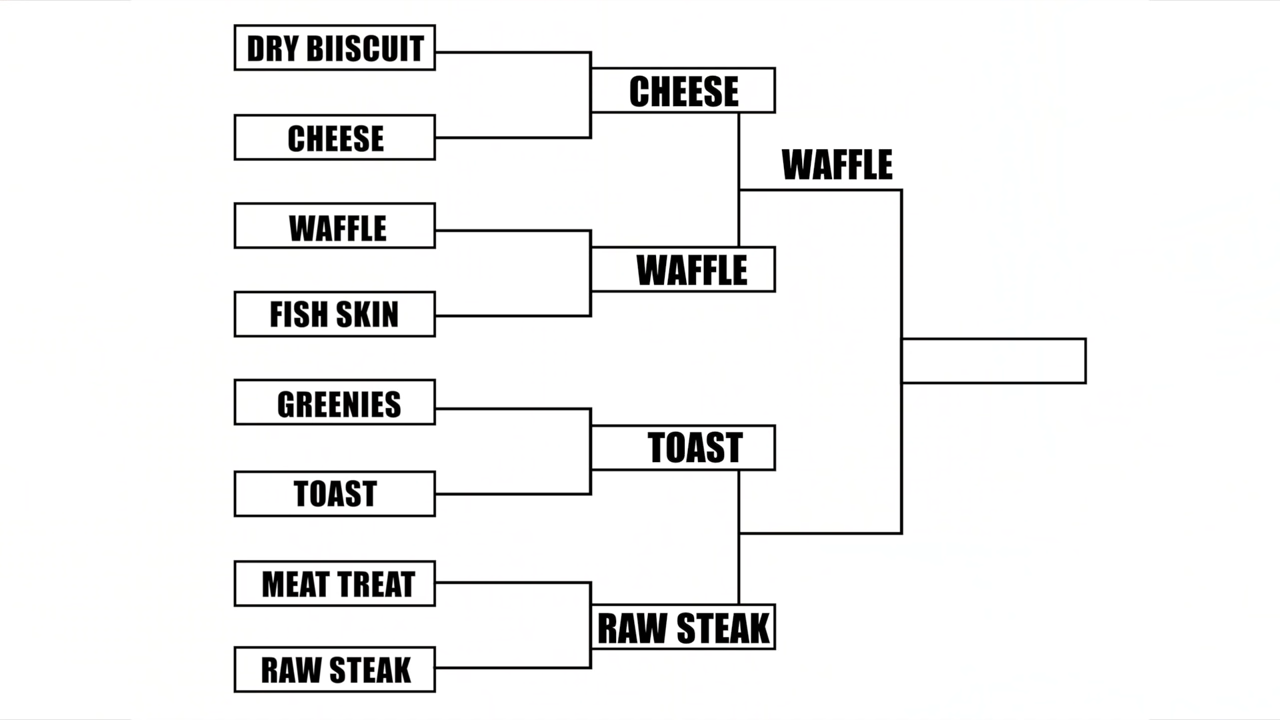 DRY BIISCUIT
CHEESE
WAFFLE
FISH SKIN
GREENIES
TOAST
MEAT TREAT
RAW STEAK
CHEESE
WAFFLE
TOAST
RAW STEAK
WAFFLE